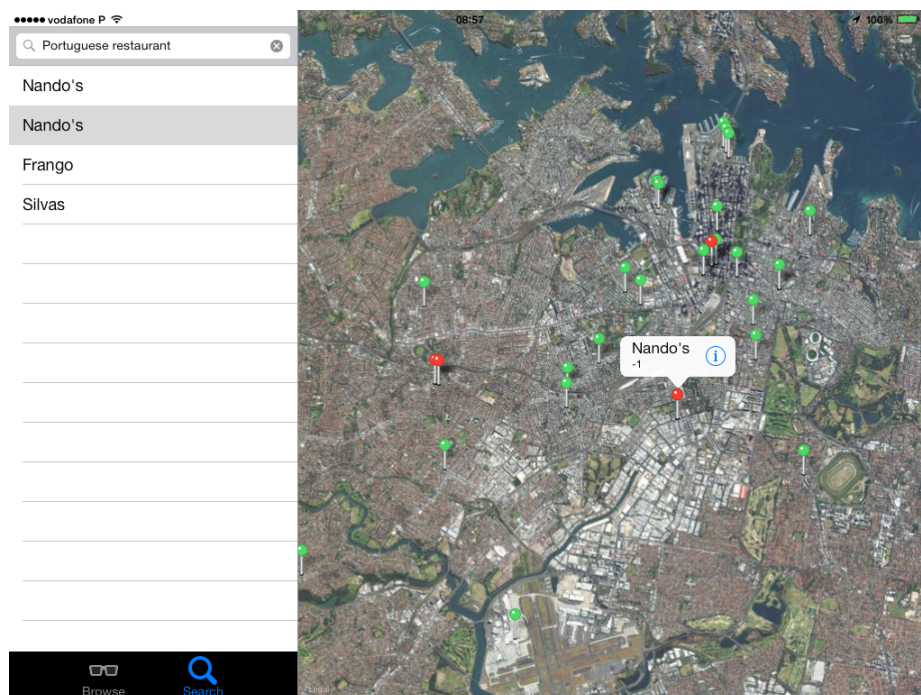 vodafone P
08:57
100%
Portuguese restaurant
Nando's
Nando's
Frango
Silvas
Nando's
-1
i
Legal
Browse
Search